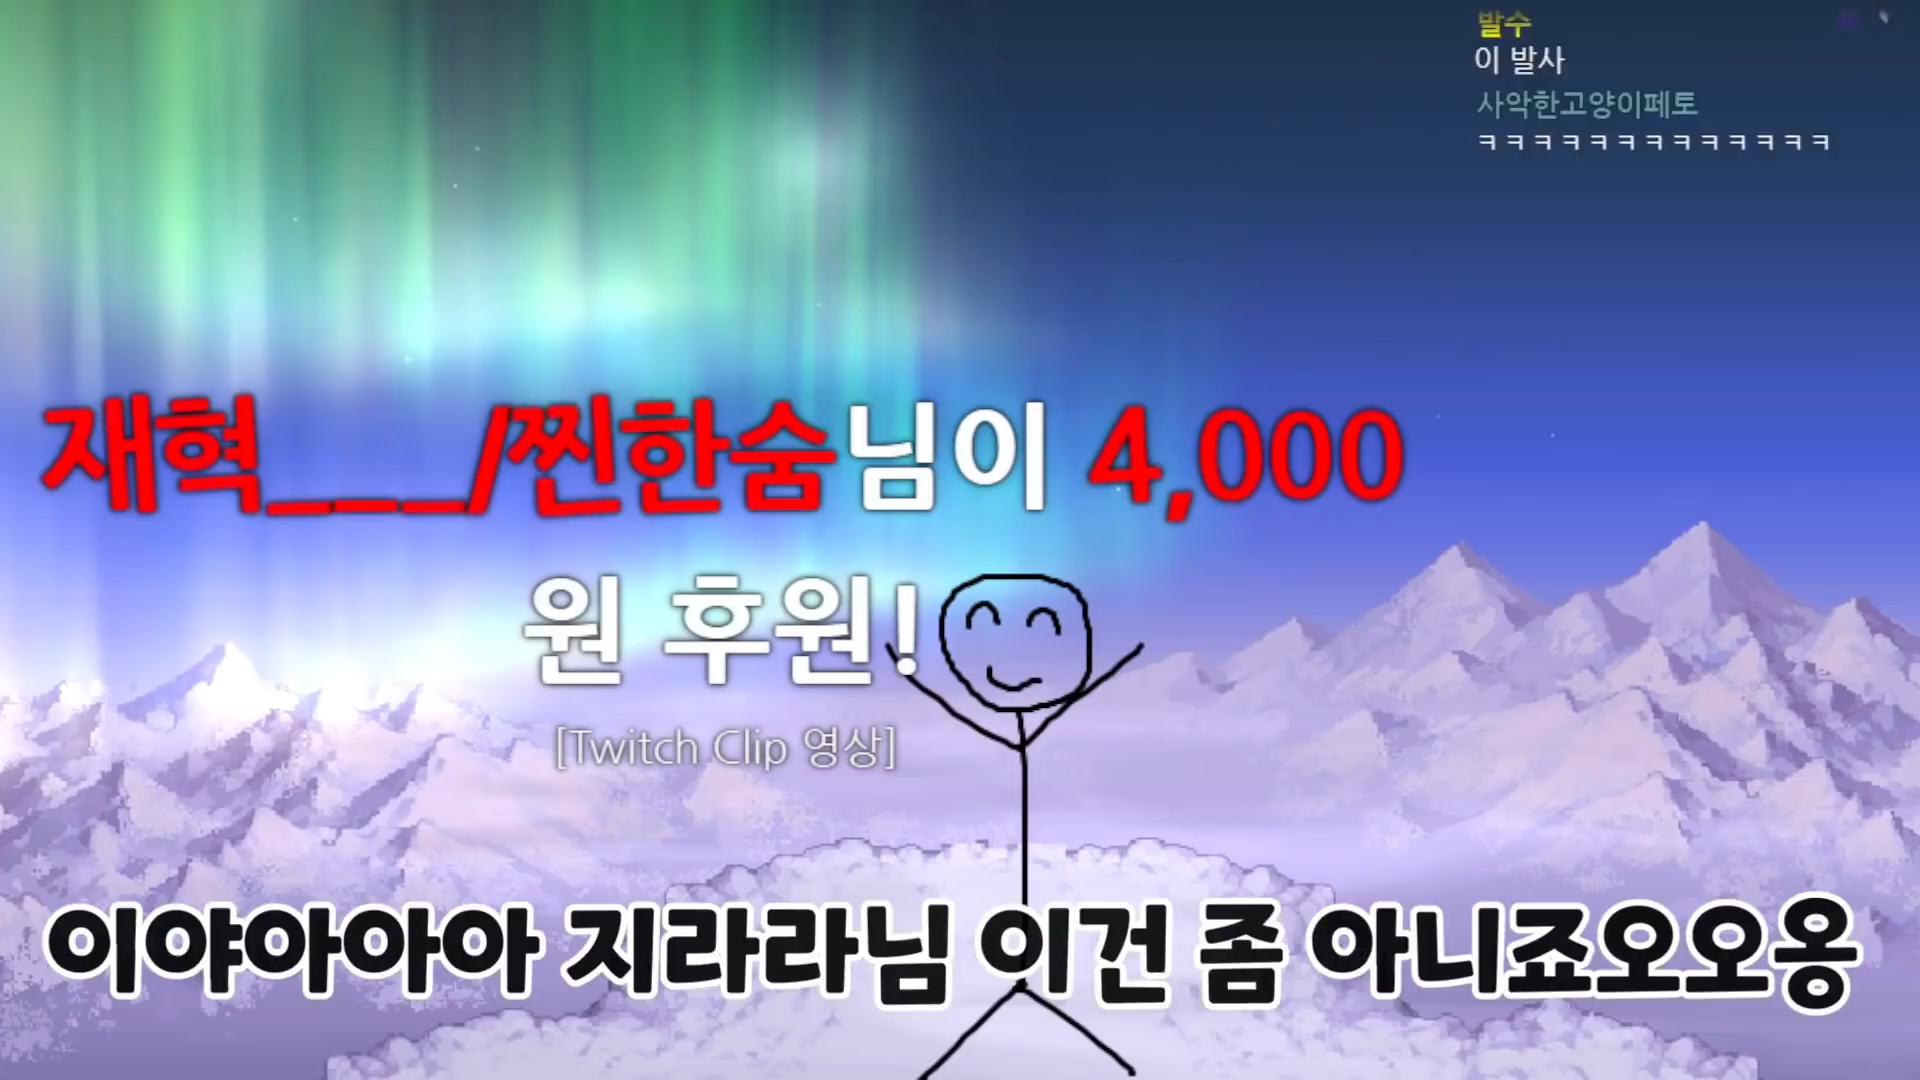 발수
이 발사
사악한고양이페토
ㅋㅋㅋㅋㅋㅋㅋㅋㅋㅋㅋㅋㅋ
재혁___/찐한숨님이 4,000
원 후원!
[Twitch Clip 영상]
이야아아아 지라라님 이건 좀 아니죠오오옹